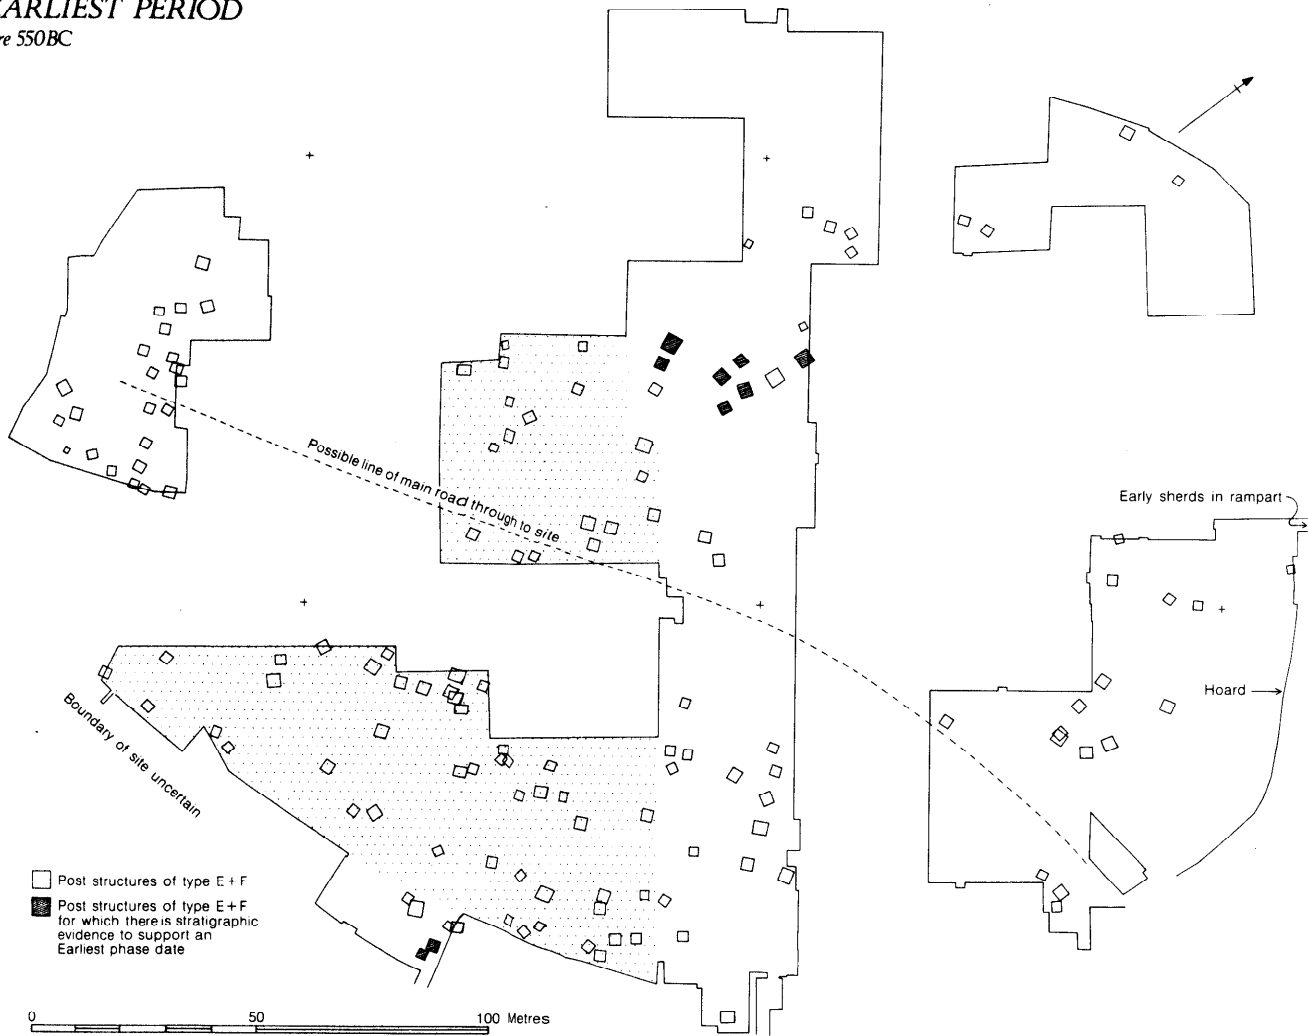 EARLIEST PERIOD
re 550BC
Possible line of main road through to site
Early sherds in rampart
Hoard
Boundary of site uncertain
Post structures of type E+F
Post structures of type E+F
for which there is stratigraphic
evidence to support an
Earliest phase date
0 50 100 Metres